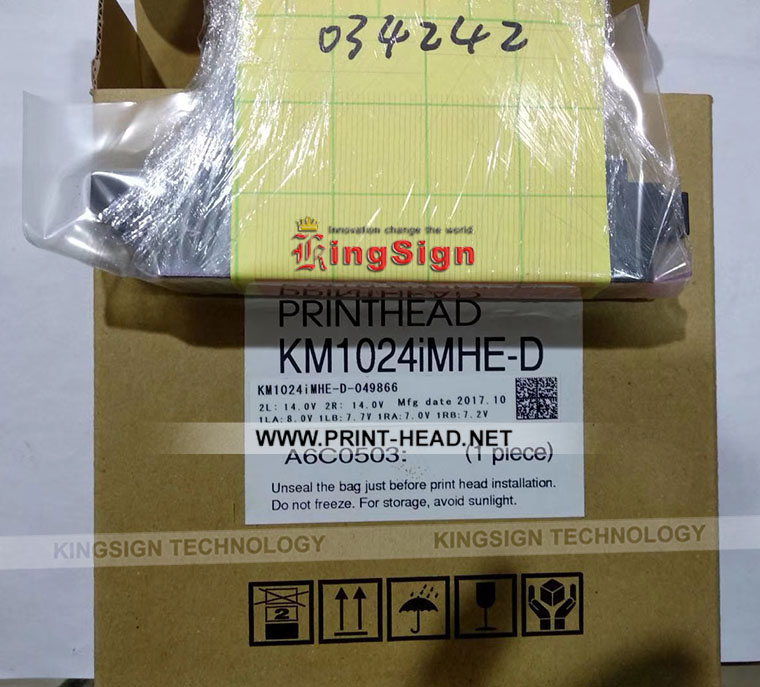 034242
Innovation change the world
KingSign
PRINTHEAD
KM1024iMHE-D
KM1024iMHE-D-049866
2L: 14.0V 2R: 14.0V Mfg date 2017.10
1LA:8.0V 1LB:7.7V 1RA:7.0V 1RB:7.2V
WWW.PRINT-HEAD.NET
A6C0503: (1 piece)
Unseal the bag just before print head installation.
Do not freeze. For storage, avoid sunlight.
KINGSIGN TECHNOLOGY KINGSIGN TECHNOLOGY
2